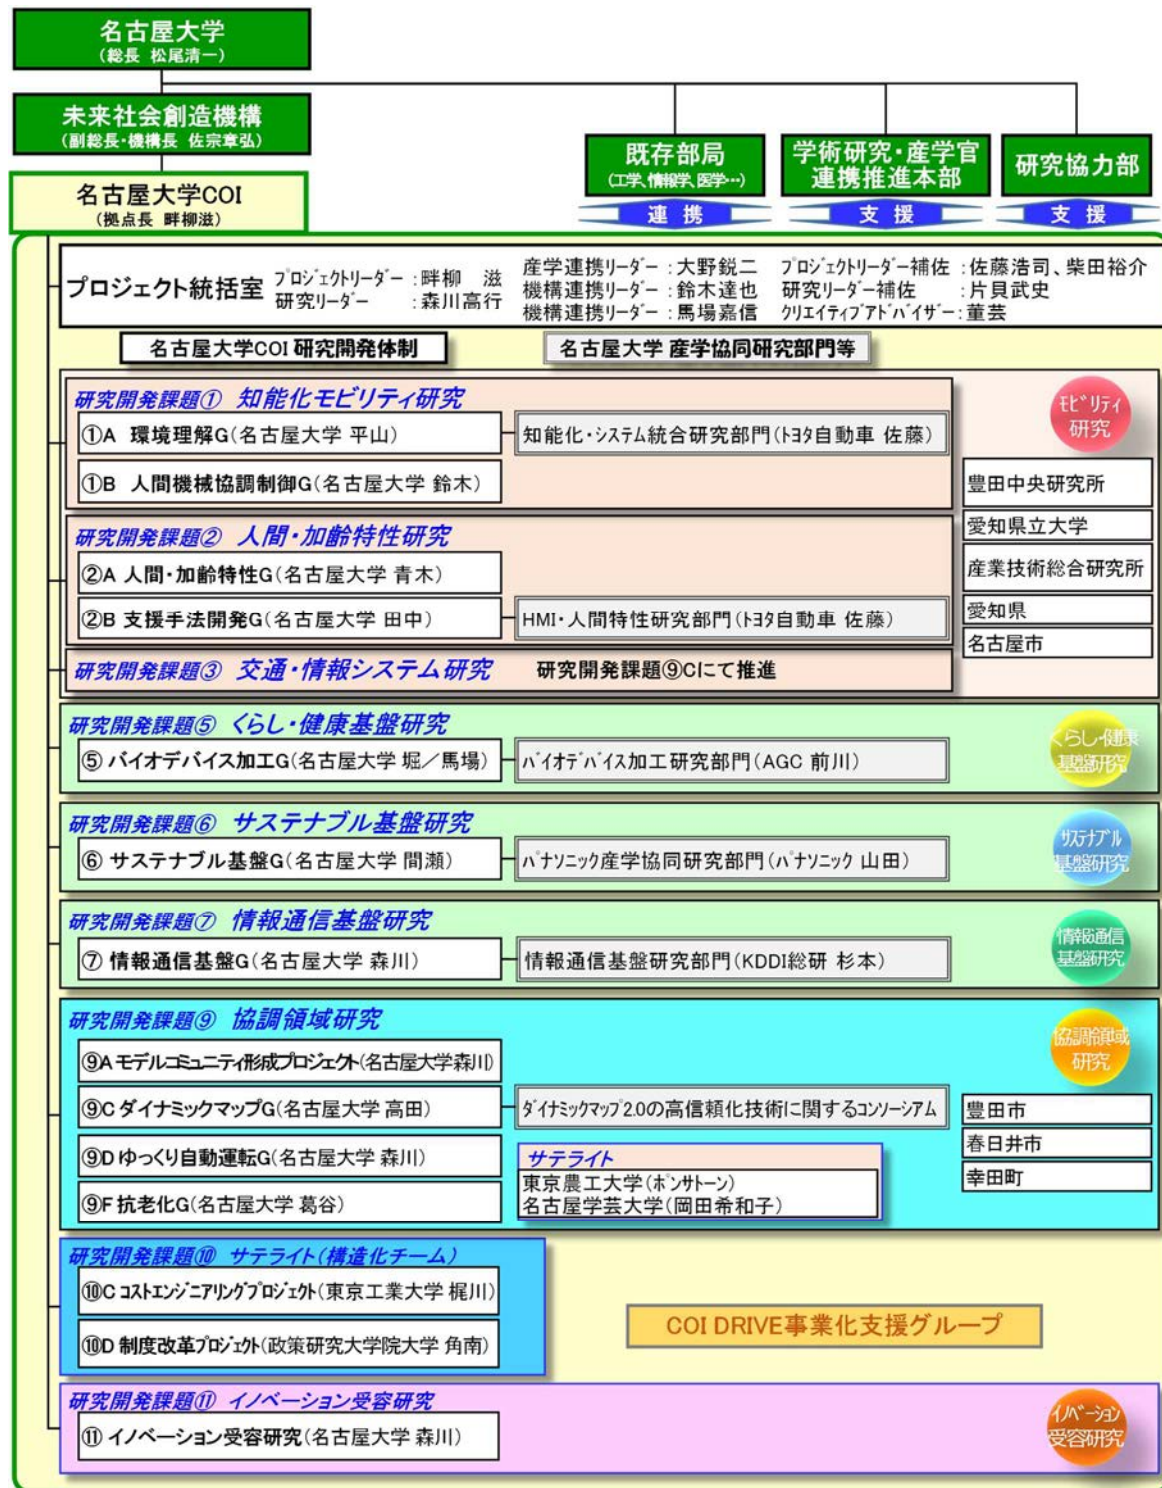 名古屋大学
(総長 松尾清一)
未来社会創造機構
(副総長・機構長 佐宗章弘)
名古屋大学COI
(拠点長 畔柳滋)
既存部局
(工学、情報学、医学…)
連 携
学術研究・産学官
連携推進本部
支 援
研究協力部
支 援
プロジェクト統括室
プロジェクトリーダー :畔柳 滋
研究リーダー :森川高行
産学連携リーダー :大野鋭二
機構連携リーダー :鈴木達也
機構連携リーダー :馬場嘉信
プロジェクトリーダー補佐 :佐藤浩司、柴田裕介
研究リーダー補佐 :片貝武史
クリエイティブアドバイザー:董芸
名古屋大学COI 研究開発体制
名古屋大学 産学協同研究部門等
研究開発課題① 知能化モビリティ研究
①A 環境理解G(名古屋大学 平山)
知能化・システム統合研究部門(トヨタ自動車 佐藤)
①B 人間機械協調制御G(名古屋大学 鈴木)
研究開発課題② 人間・加齢特性研究
②A 人間・加齢特性G(名古屋大学 青木)
②B 支援手法開発G(名古屋大学 田中)
HMI・人間特性研究部門(トヨタ自動車 佐藤)
研究開発課題③ 交通・情報システム研究 研究開発課題⑨Cにて推進
モビリティ
研究
豊田中央研究所
愛知県立大学
産業技術総合研究所
愛知県
名古屋市
研究開発課題⑤ くらし・健康基盤研究
⑤ バイオデバイス加工G(名古屋大学 堀／馬場)
バイオデバイス加工研究部門(AGC 前川)
くらし・健康
基盤研究
研究開発課題⑥ サステナブル基盤研究
⑥ サステナブル基盤G(名古屋大学 間瀬)
パナソニック産学協同研究部門(パナソニック 山田)
サステナブル
基盤研究
研究開発課題⑦ 情報通信基盤研究
⑦ 情報通信基盤G(名古屋大学 森川)
情報通信基盤研究部門(KDDI総研 杉本)
情報通信
基盤研究
研究開発課題⑨ 協調領域研究
⑨A モデルコミュニティ形成プロジェクト(名古屋大学森川)
⑨C ダイナミックマップG(名古屋大学 高田)
ダイナミックマップ2.0の高信頼化技術に関するコンソーシアム
⑨D ゆっくり自動運転G(名古屋大学 森川)
⑨F 抗老化G(名古屋大学 葛谷)
サテライト
東京農工大学(ポンサトーン)
名古屋学芸大学(岡田希和子)
協調領域
研究
豊田市
春日井市
幸田町
研究開発課題⑩ サテライト(構造化チーム)
⑩C コストエンジニアリングプロジェクト(東京工業大学 梶川)
⑩D 制度改革プロジェクト(政策研究大学院大学 角南)
COI DRIVE事業化支援グループ
研究開発課題⑪ イノベーション受容研究
⑪ イノベーション受容研究(名古屋大学 森川)
イノベーション
受容研究